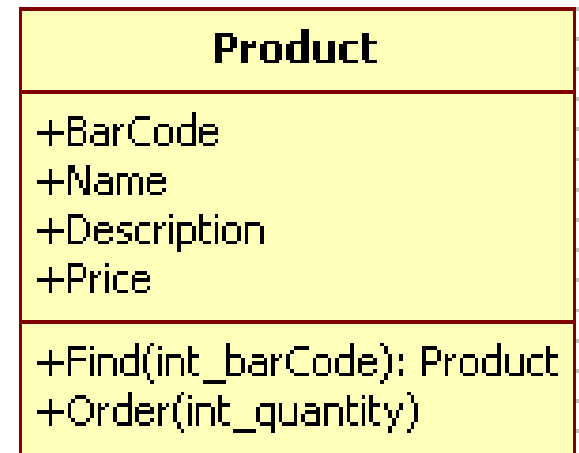 Product
+BarCode
+Name
+Description
+Price
+Find(int_barCode): Product
+Order(int_quantity)